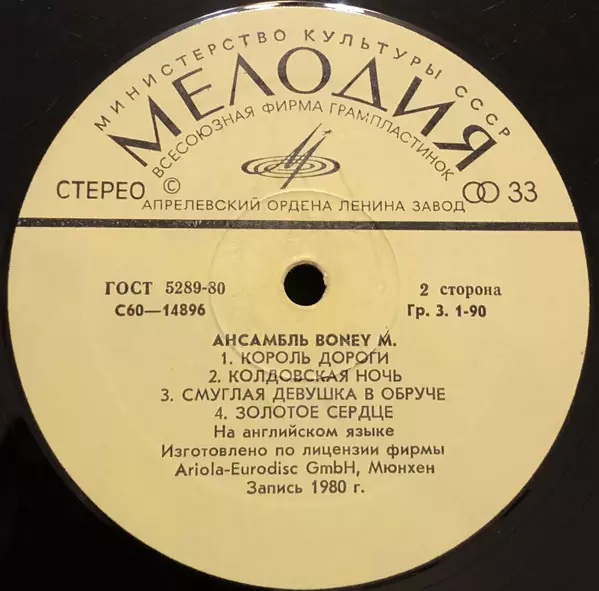 МИНИСТЕРСТВО КУЛЬТУРЫ СССР
МЕЛОДИЯ
ВСЕСОЮЗНАЯ ФИРМА ГРАМПЛАСТИНОК
СТЕРЕО © 33
АПРЕЛЕВСКИЙ ОРДЕНА ЛЕНИНА ЗАВОД
ГОСТ 5289-80 2 сторона
С60—14896 Гр. 3. 1-90
АНСАМБЛЬ BONEY M.
1. КОРОЛЬ ДОРОГИ
2. КОЛДОВСКАЯ НОЧЬ
3. СМУГЛАЯ ДЕВУШКА В ОБРУЧЕ
4. ЗОЛОТОЕ СЕРДЦЕ
На английском языке
Изготовлено по лицензии фирмы
Ariola-Eurodisc GmbH, Мюнхен
Запись 1980 г.